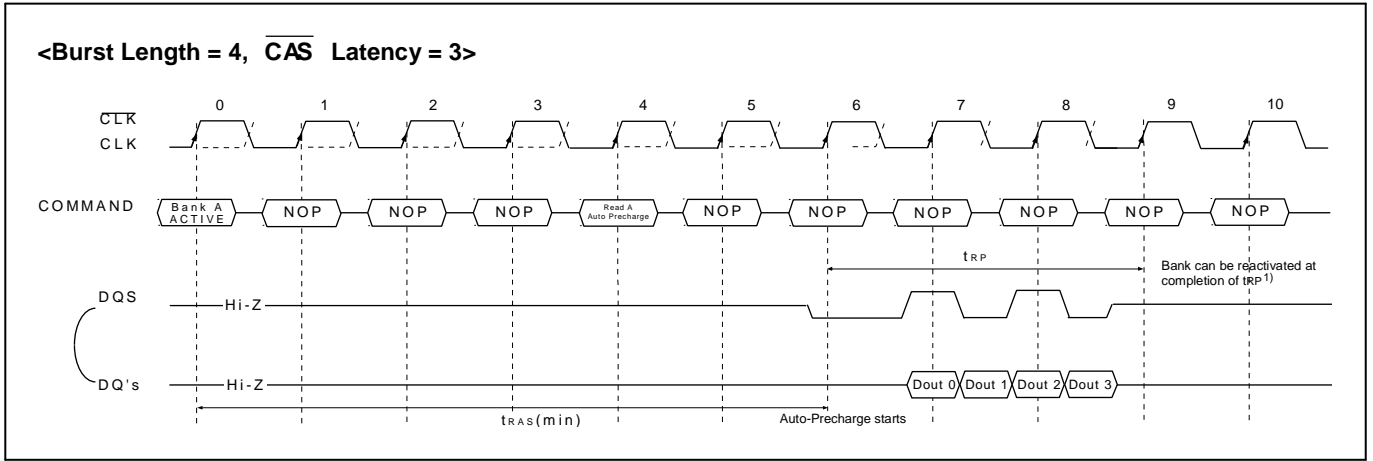 <Burst Length = 4, CAS Latency = 3>
0 1 2 3 4 5 6 7 8 9 10
CLK
CLK
COMMAND
Bank A
ACTIVE
NOP
NOP
NOP
Read A
Auto Precharge
NOP
NOP
NOP
NOP
NOP
NOP
tRP
Bank can be reactivated at
completion of tRP1)
DQS
Hi-Z
DQ's
Hi-Z
Dout 0 Dout 1 Dout 2 Dout 3
tRAS(min)
Auto-Precharge starts